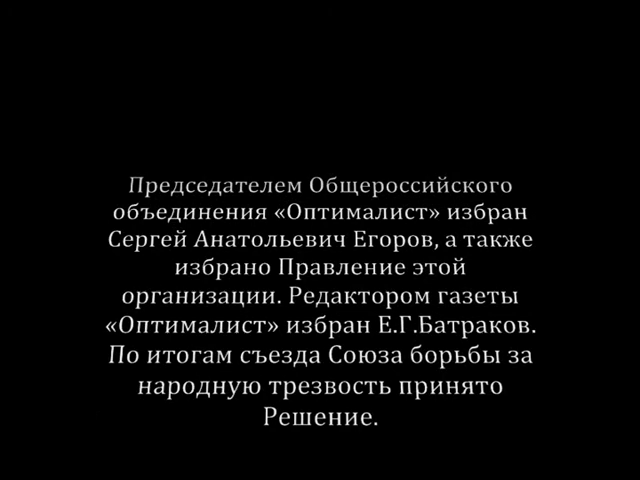 Председателем Общероссийского
объединения «Оптималист» избран
Сергей Анатольевич Егоров, а также
избрано Правление этой
организации. Редактором газеты
«Оптималист» избран Е.Г.Батраков.
По итогам съезда Союза борьбы за
народную трезвость принято
Решение.